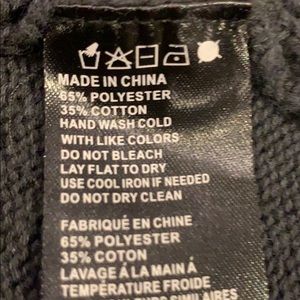 MADE IN CHINA
65% POLYESTER
35% COTTON
HAND WASH COLD
WITH LIKE COLORS
DO NOT BLEACH
LAY FLAT TO DRY
USE COOL IRON IF NEEDED
DO NOT DRY CLEAN
FABRIQUÉ EN CHINE
65% POLYESTER
35% COTTON
LAVAGE Á LA MAIN Á
TEMPÉRATURE FROIDE
SIMILAIRES